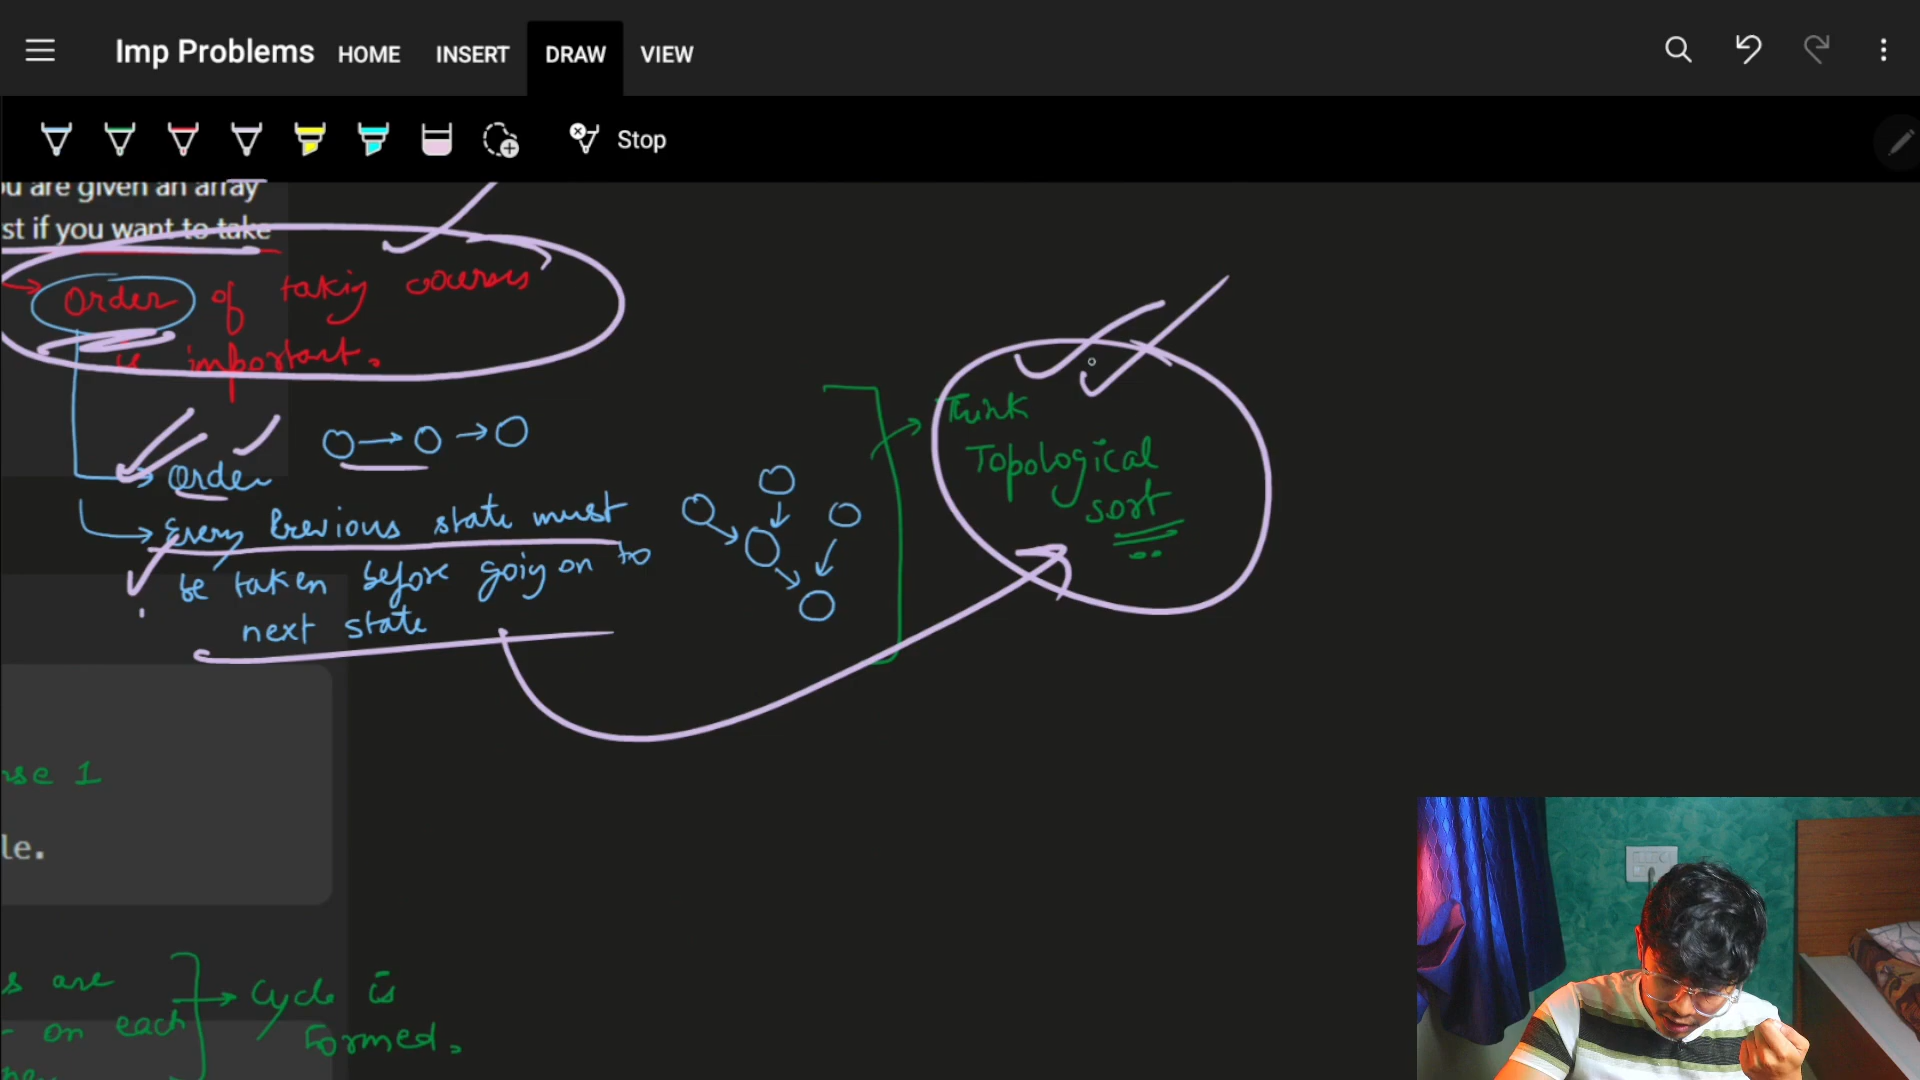 Imp Problems HOME INSERT DRAW VIEW
Stop
ou are given an array
st if you want to take
Order of taking courses
is important.
Order
Every Previous state must
be taken before going on to
next state
Think
Topological
sort
rse 1
le.
s are
on each
Cycle is
formed.